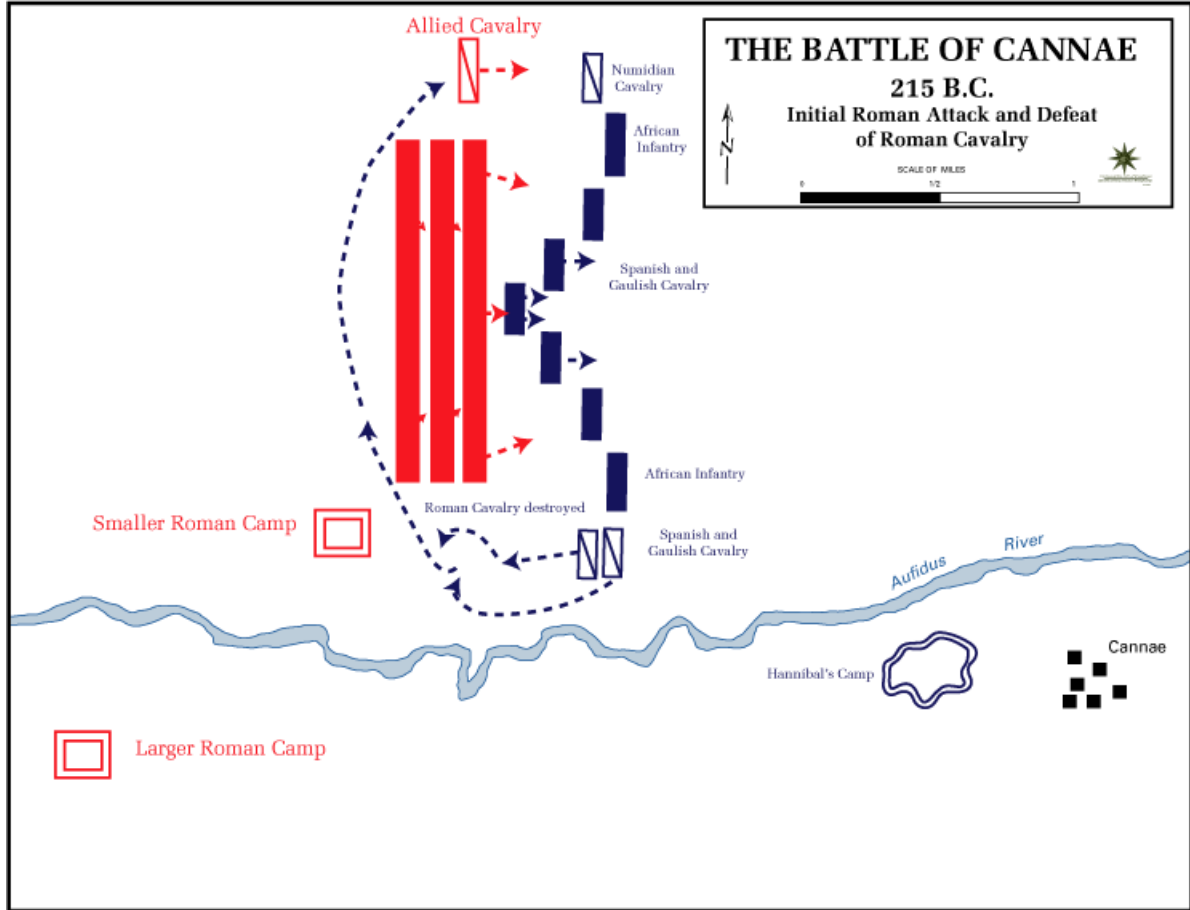 Allied Cavalry
THE BATTLE OF CANNAE
215 B.C.
Initial Roman Attack and Defeat
of Roman Cavalry
N
SCALE OF MILES
0 1/2 1
Numidian
Cavalry
African
Infantry
Spanish and
Gaulish Cavalry
African Infantry
Roman Cavalry destroyed
Spanish and
Gaulish Cavalry
Smaller Roman Camp
Aufidus River
Hannibal's Camp
Cannae
Larger Roman Camp